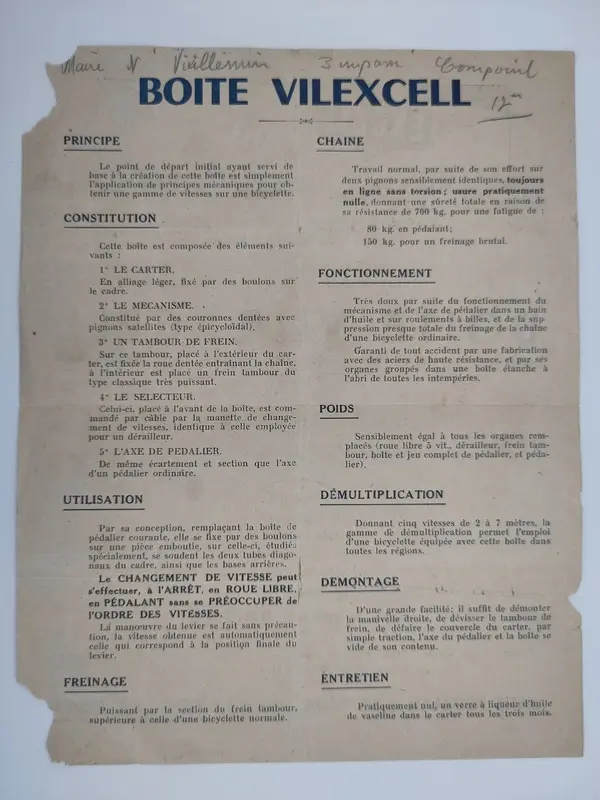 Marie N Viellemin 3 impass Compoint
17em
BOITE VILEXCELL
PRINCIPE
Le point de départ initial ayant servi de
base à la création de cette boîte est simplement
l'application de principes mécaniques pour ob-
tenir une gamme de vitesses sur une bicyclette.
CONSTITUTION
Cette boîte est composée des éléments sui-
vants :
1° LE CARTER.
En alliage léger, fixé par des boulons sur
le cadre.
2° LE MECANISME.
Constitué par des couronnes dentées avec
pignons satellites (type épicycloïdal).
3° UN TAMBOUR DE FREIN.
Sur ce tambour, placé à l'extérieur du car-
ter, est fixée la roue dentée entraînant la chaîne,
à l'intérieur est placé un frein tambour du
type classique très puissant.
4° LE SELECTEUR.
Celui-ci, placé à l'avant de la boîte, est com-
mandé par câble par la manette de change-
ment de vitesses, identique à celle employée
pour un dérailleur.
5° L'AXE DE PEDALIER.
De même écartement et section que l'axe
d'un pédalier ordinaire.
UTILISATION
Par sa conception, remplaçant la boîte de
pédalier courante, elle se fixe par des boulons
sur une pièce emboutie, sur celle-ci, étudiée
spécialement, se soudent les deux tubes diago-
naux du cadre, ainsi que les bases arrières.
Le CHANGEMENT DE VITESSE peut
s'effectuer, à l'ARRÊT, en ROUE LIBRE,
en PÉDALANT sans se PRÉOCCUPER de
l'ORDRE DES VITESSES.
La manœuvre du levier se fait sans précau-
tion, la vitesse obtenue est automatiquement
celle qui correspond à la position finale du
levier.
FREINAGE
Puissant par la section du frein tambour,
supérieure à celle d'une bicyclette normale.
CHAINE
Travail normal, par suite de son effort sur
deux pignons sensiblement identiques, toujours
en ligne sans torsion ; usure pratiquement
nulle, donnant une sûreté totale en raison de
sa résistance de 700 kg. pour une fatigue de :
80 kg. en pédalant;
150 kg. pour un freinage brutal.
FONCTIONNEMENT
Très doux par suite du fonctionnement du
mécanisme et de l'axe de pédalier dans un bain
d'huile et sur roulements à billes, et de la sup-
pression presque totale du freinage de la chaîne
d'une bicyclette ordinaire.
Garanti de tout accident par une fabrication
avec des aciers de haute résistance, et par ses
organes groupés dans une boîte étanche à
l'abri de toutes les intempéries.
POIDS
Sensiblement égal à tous les organes rem-
placés (roue libre 5 vit., dérailleur, frein tam-
bour, boîte et jeu complet de pédalier, et péda-
lier).
DÉMULTIPLICATION
Donnant cinq vitesses de 2 à 7 mètres, la
gamme de démultiplication permet l'emploi
d'une bicyclette équipée avec cette boîte dans
toutes les régions.
DEMONTAGE
D'une grande facilité; il suffit de démonter
la manivelle droite, de dévisser le tambour de
frein, de défaire le couvercle du carter, par
simple traction, l'axe du pédalier et la boîte se
vide de son contenu.
ENTRETIEN
Pratiquement nul, un verre à liqueur d'huile
de vaseline dans le carter tous les trois mois.